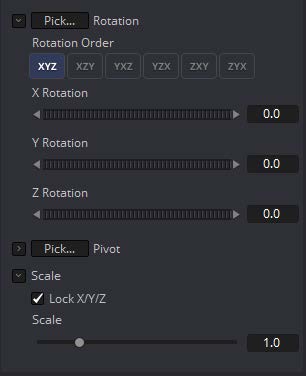 Pick... Rotation
Rotation Order
XYZ XZY YXZ YZX ZXY ZYX
X Rotation
0.0
Y Rotation
0.0
Z Rotation
0.0
Pick... Pivot
Scale
Lock X/Y/Z
Scale
1.0